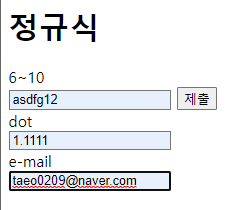 정규식
6~10
asdfg12 제출
dot
1.1111
e-mail
taeo0209@naver.com